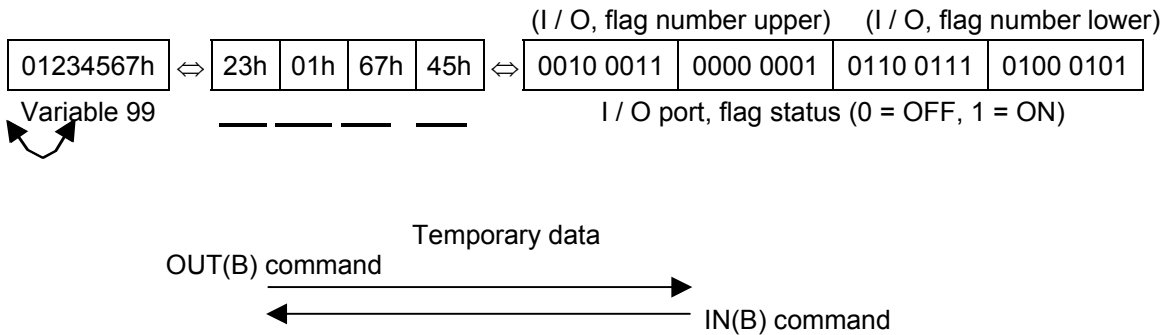 (I / O, flag number upper) (I / O, flag number lower)
01234567h ⇔ 23h 01h 67h 45h ⇔ 0010 0011 0000 0001 0110 0111 0100 0101
Variable 99 I / O port, flag status (0 = OFF, 1 = ON)
Temporary data
OUT(B) command
IN(B) command